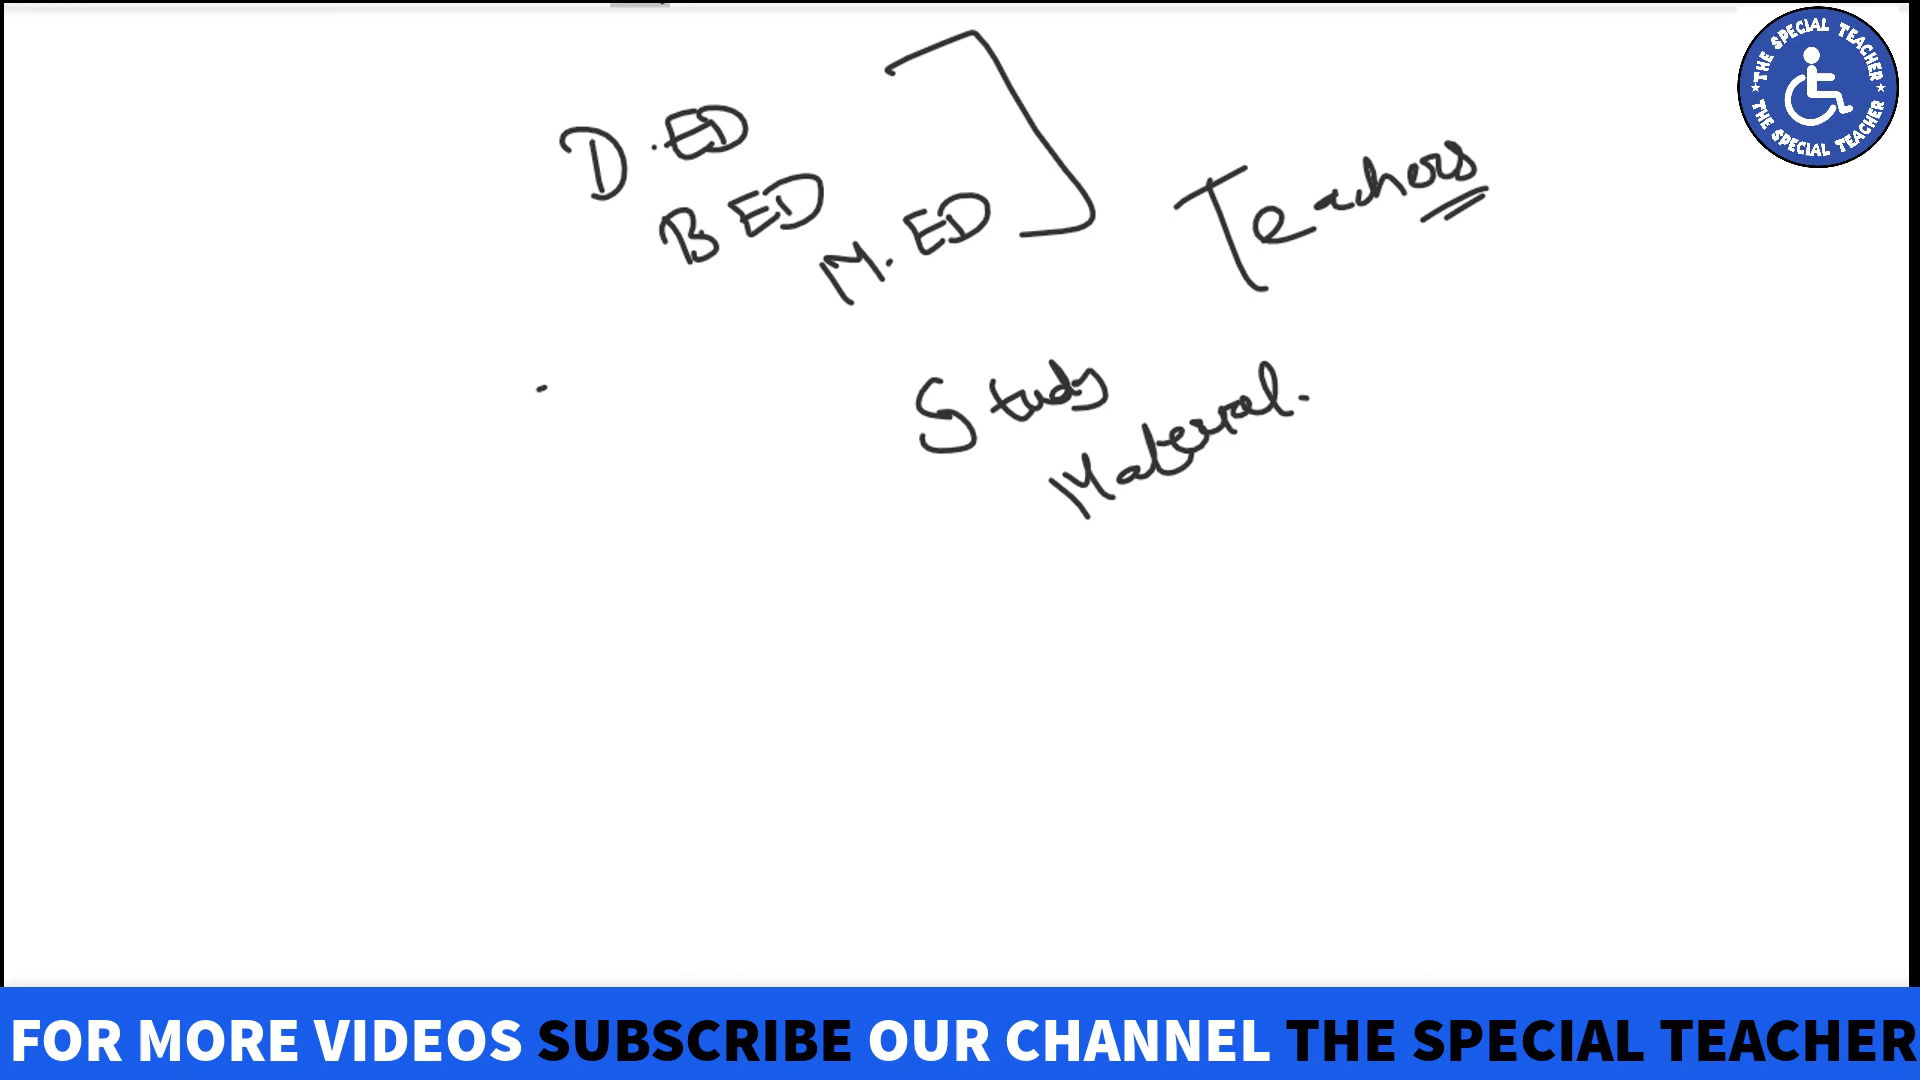 THE SPECIAL TEACHER
THE SPECIAL TEACHER
D.ED
BED
M.ED
Teachers
Study
Material.
FOR MORE VIDEOS SUBSCRIBE OUR CHANNEL THE SPECIAL TEACHER